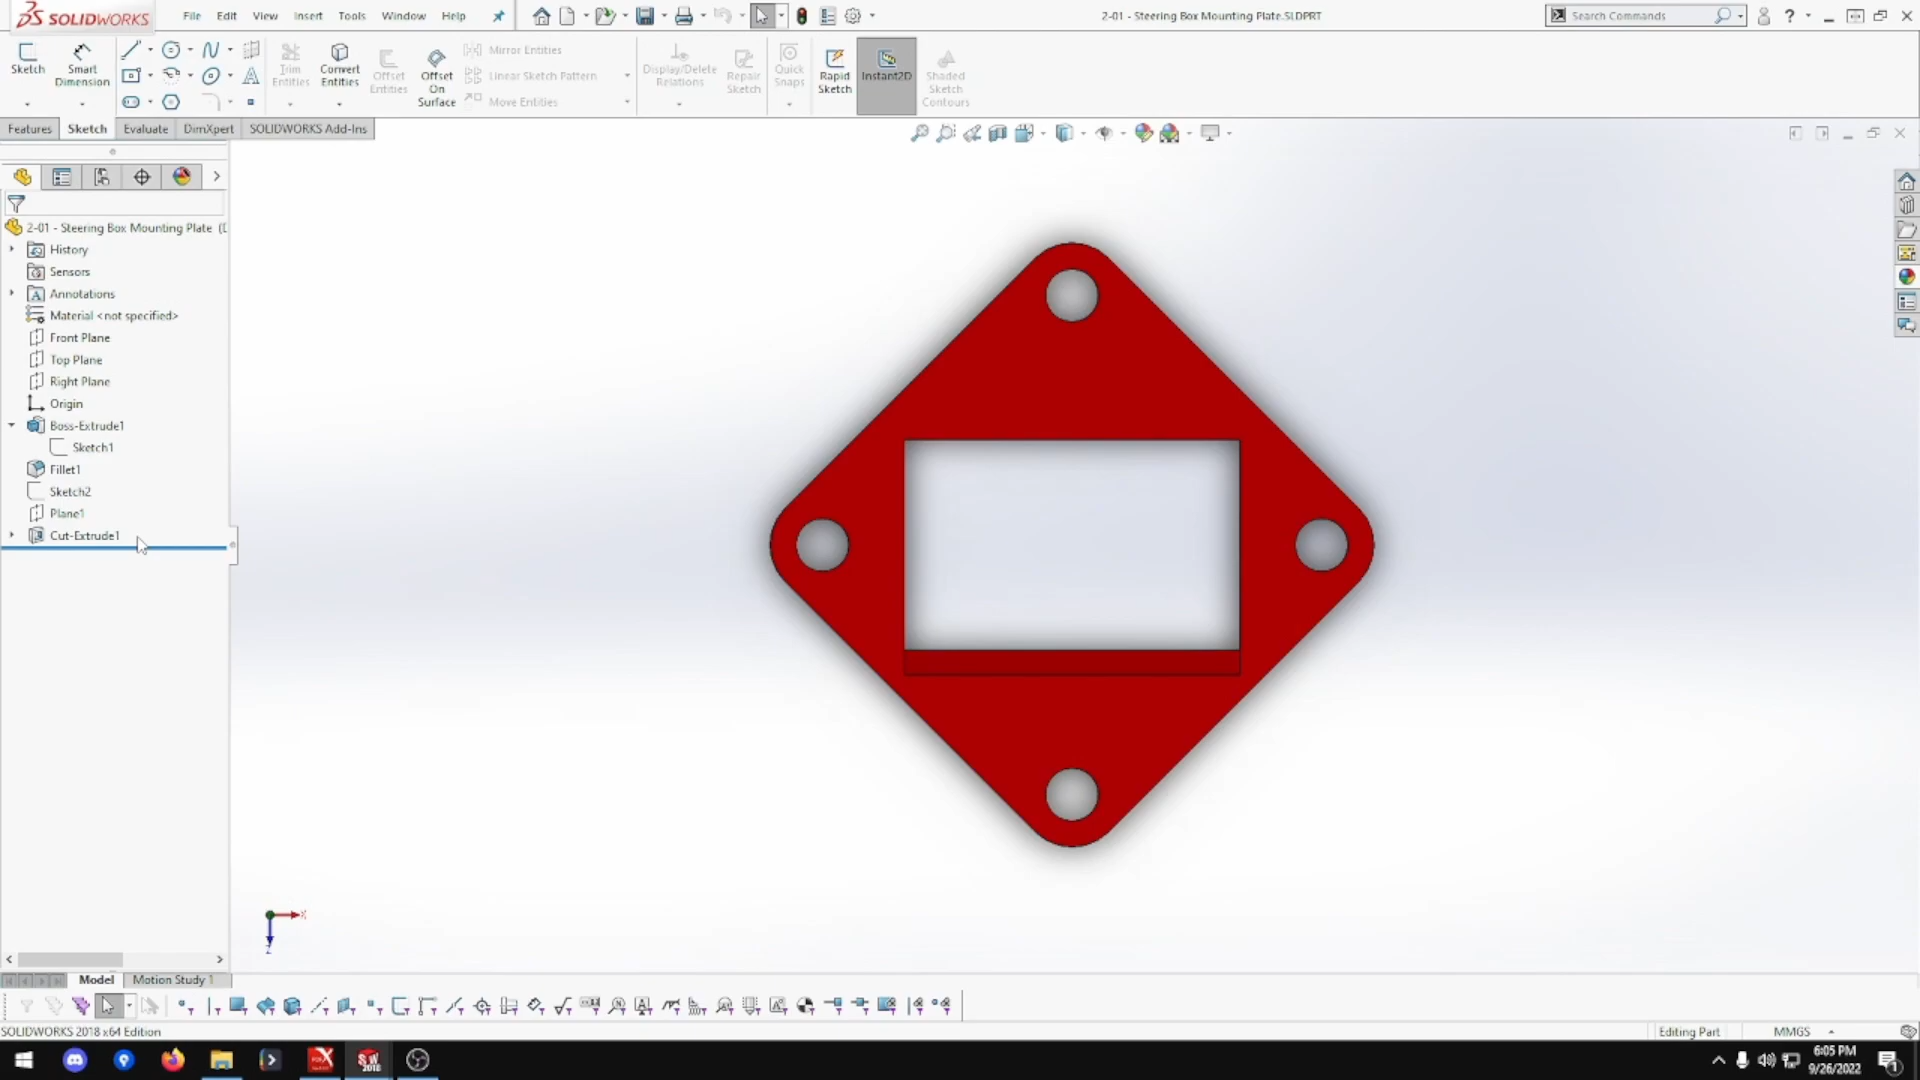 SOLIDWORKS File Edit View Insert Tools Window Help 2-01 - Steering Box Mounting Plate.SLDPRT Search Commands ?
Sketch Smart Dimension Trim Entities Convert Entities Offset Entities Offset On Surface Mirror Entities Linear Sketch Pattern Move Entities Display/Delete Relations Repair Sketch Quick Snaps Rapid Sketch Instant2D Shaded Sketch Contours
Features Sketch Evaluate DimXpert SOLIDWORKS Add-Ins
2-01 - Steering Box Mounting Plate (D
History
Sensors
Annotations
Material <not specified>
Front Plane
Top Plane
Right Plane
Origin
Boss-Extrude1
Sketch1
Fillet1
Sketch2
Plane1
Cut-Extrude1
Model Motion Study 1
SOLIDWORKS 2018 x64 Edition Editing Part MMGS
6:05 PM
9/26/2022